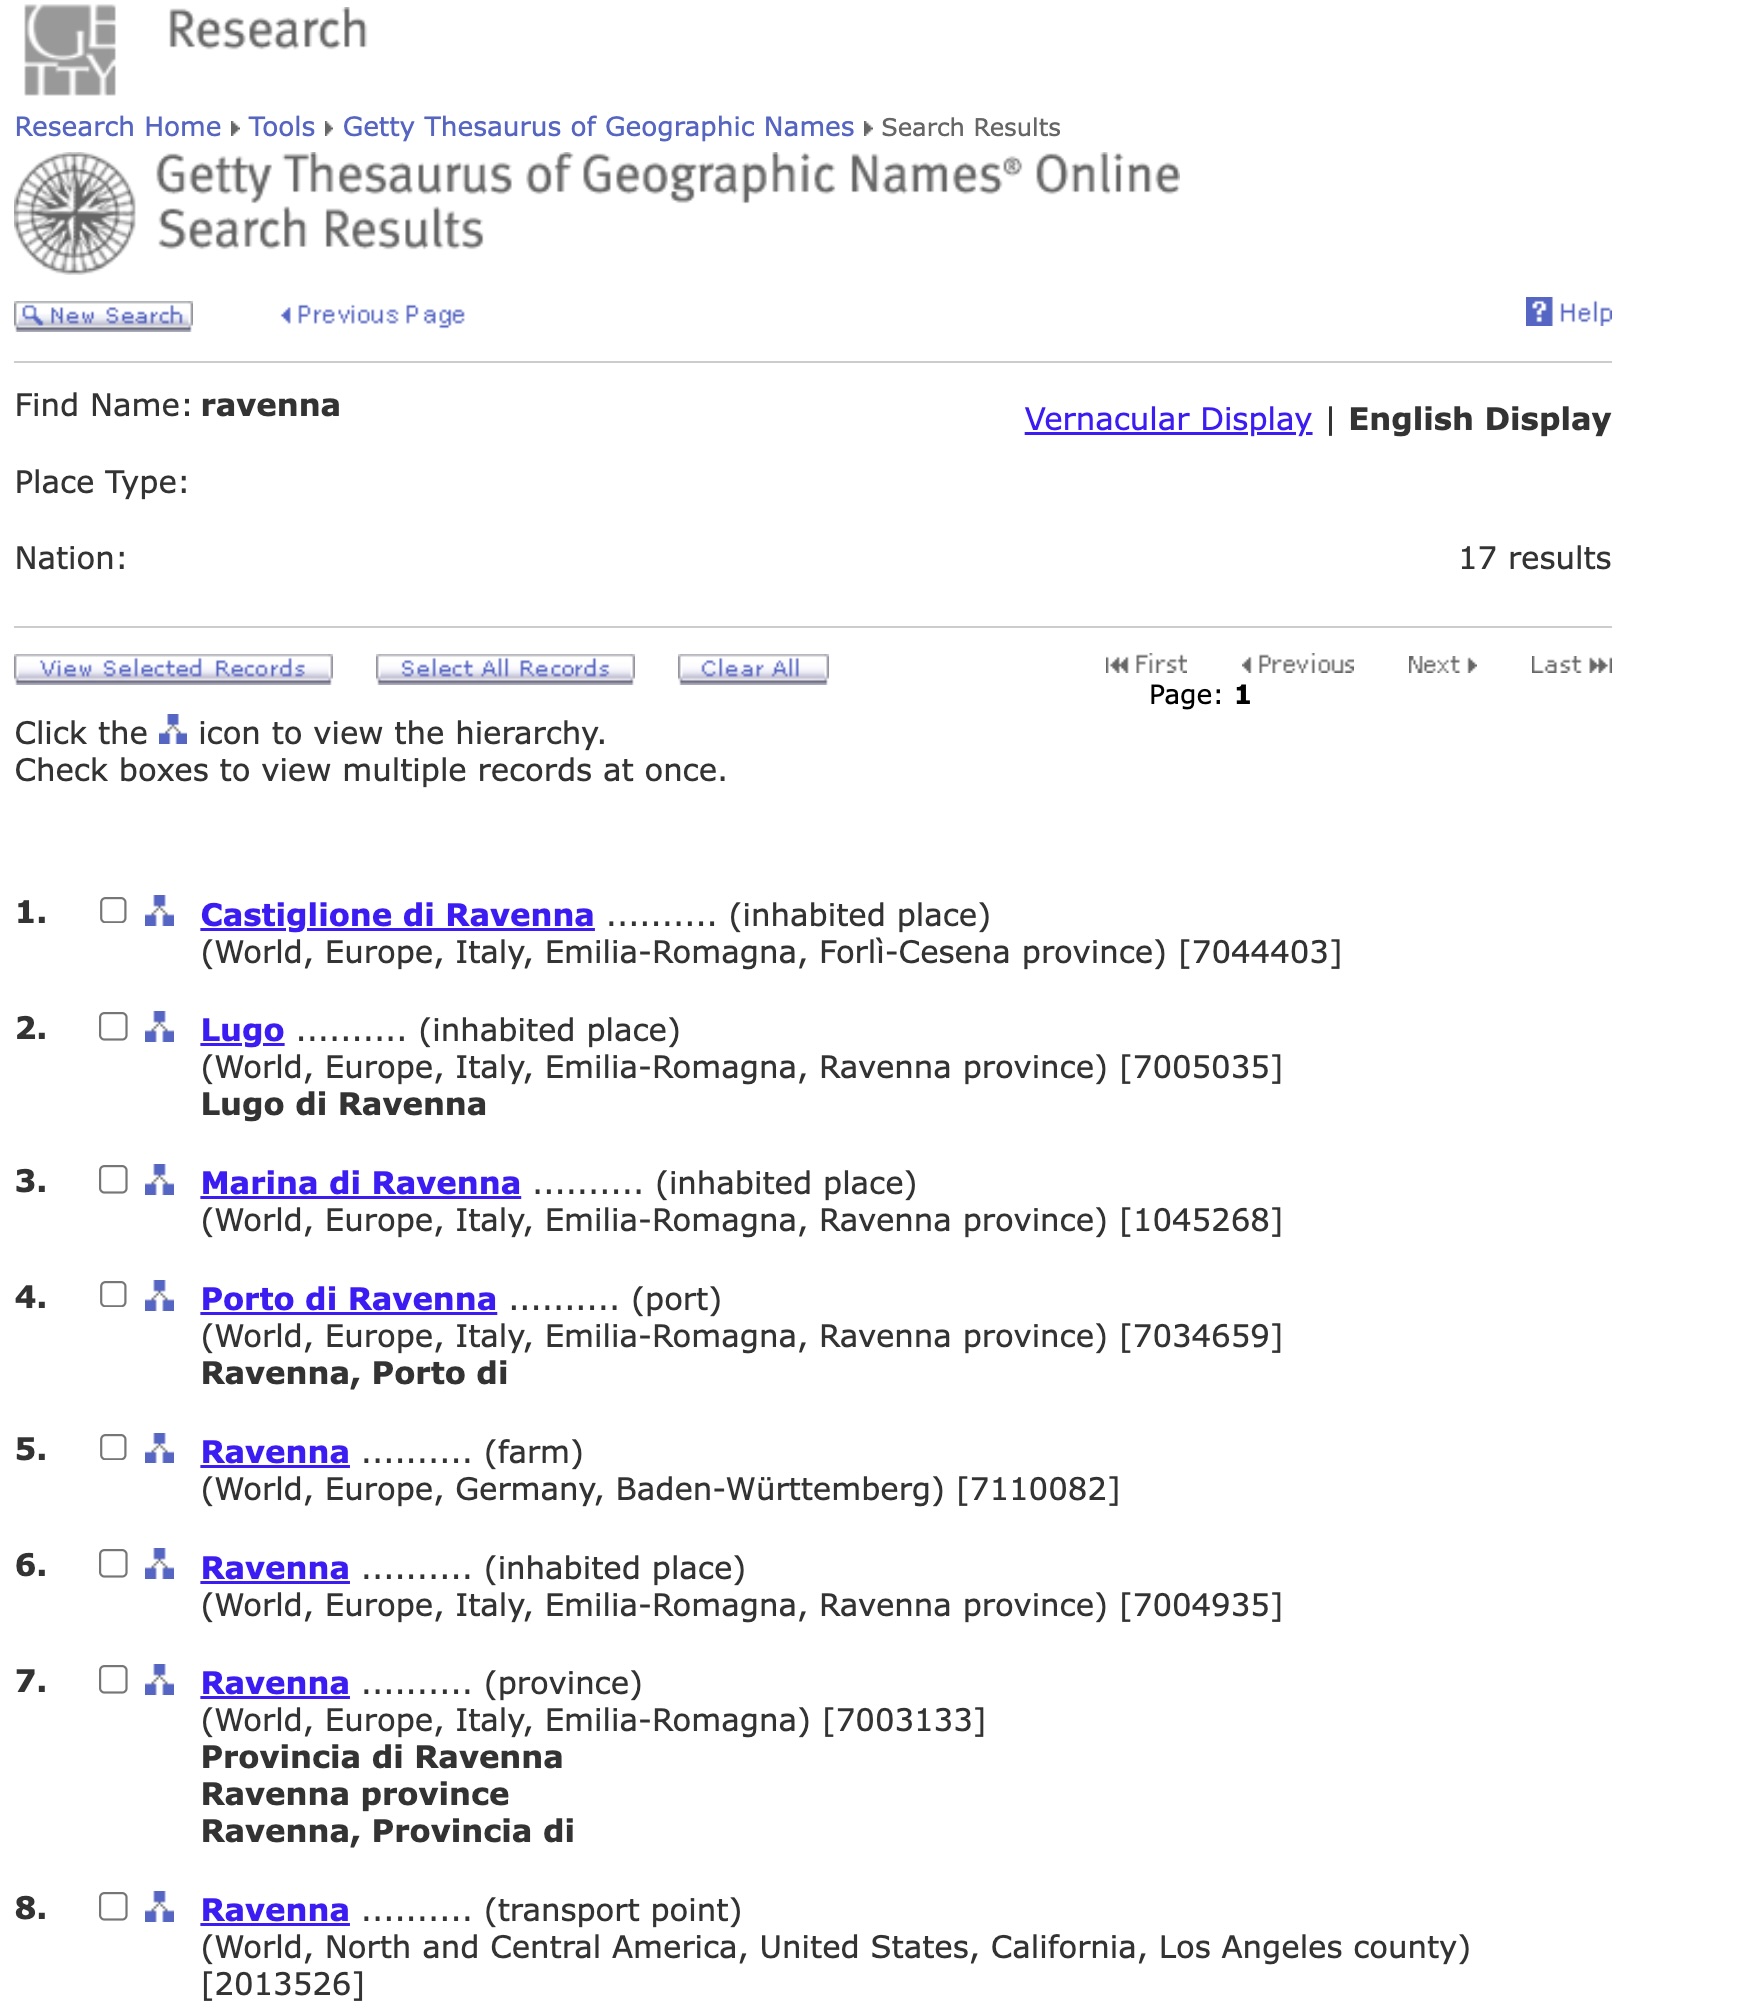 GETTY
Research
Research Home Tools Getty Thesaurus of Geographic Names Search Results
Getty Thesaurus of Geographic Names® Online
Search Results
New Search Previous Page ? Help
Find Name: ravenna
Vernacular Display | English Display
Place Type:
Nation:
17 results
View Selected Records Select All Records Clear All First Previous Next Last
Page: 1
Click the icon to view the hierarchy.
Check boxes to view multiple records at once.
1. Castiglione di Ravenna .......... (inhabited place)
(World, Europe, Italy, Emilia-Romagna, Forlì-Cesena province) [7044403]
2. Lugo .......... (inhabited place)
(World, Europe, Italy, Emilia-Romagna, Ravenna province) [7005035]
Lugo di Ravenna
3. Marina di Ravenna .......... (inhabited place)
(World, Europe, Italy, Emilia-Romagna, Ravenna province) [1045268]
4. Porto di Ravenna .......... (port)
(World, Europe, Italy, Emilia-Romagna, Ravenna province) [7034659]
Ravenna, Porto di
5. Ravenna .......... (farm)
(World, Europe, Germany, Baden-Württemberg) [7110082]
6. Ravenna .......... (inhabited place)
(World, Europe, Italy, Emilia-Romagna, Ravenna province) [7004935]
7. Ravenna .......... (province)
(World, Europe, Italy, Emilia-Romagna) [7003133]
Provincia di Ravenna
Ravenna province
Ravenna, Provincia di
8. Ravenna .......... (transport point)
(World, North and Central America, United States, California, Los Angeles county)
[2013526]